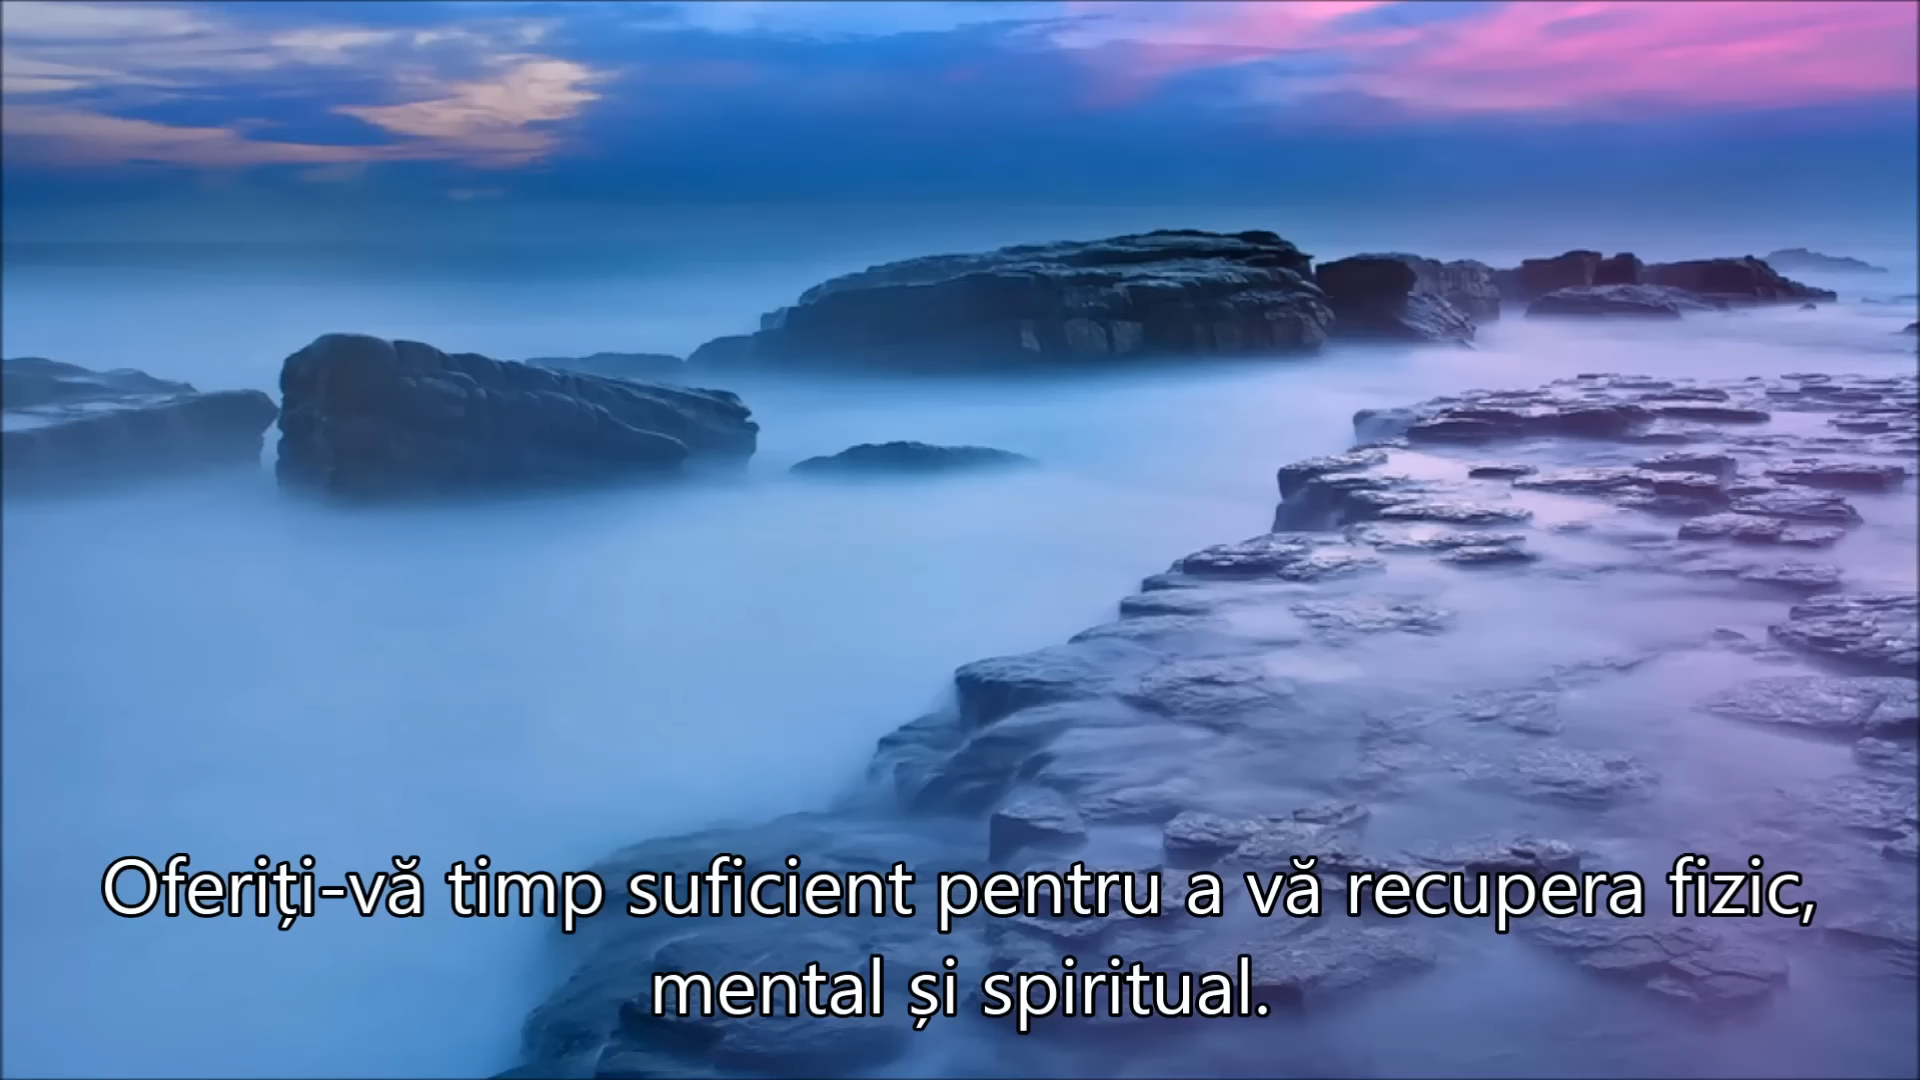 Oferiți-vă timp suficient pentru a vă recupera fizic,
mental și spiritual.